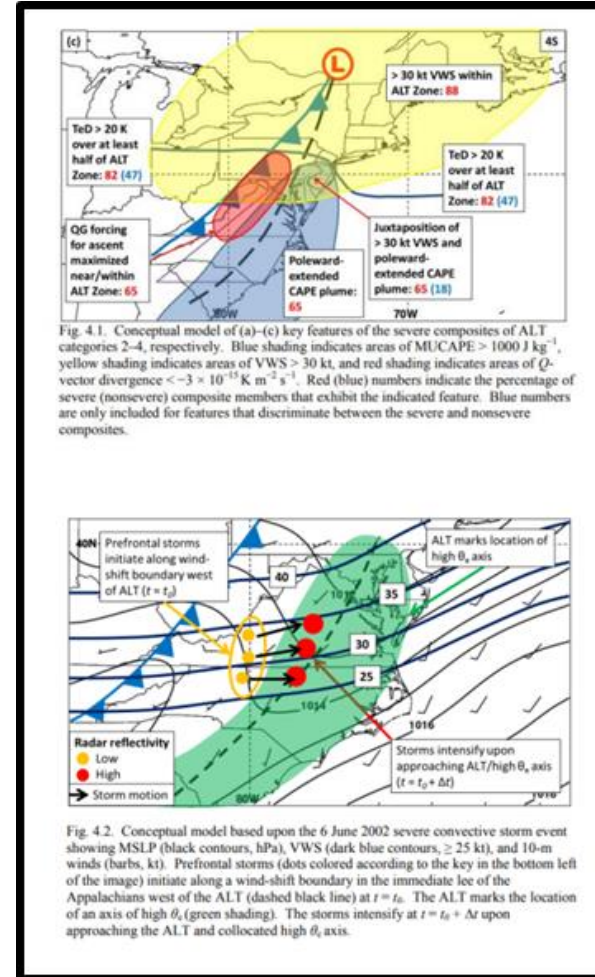 (c)
4S
L
> 30 kt VWS within
ALT Zone: 88
TeD > 20 K
over at least
half of ALT
Zone: 82 (47)
TeD > 20 K
over at least
half of ALT
Zone: 82 (47)
QG forcing
for ascent
maximized
near/within
ALT Zone: 65
Poleward-
extended
CAPE plume:
65
Juxtaposition of
> 30 kt VWS and
poleward-
extended CAPE
plume: 65 (18)
80W
70W
Fig. 4.1. Conceptual model of (a)–(c) key features of the severe composites of ALT
categories 2–4, respectively. Blue shading indicates areas of MUCAPE > 1000 J kg⁻¹,
yellow shading indicates areas of VWS > 30 kt, and red shading indicates areas of Q-
vector divergence < −3 × 10⁻¹⁵ K m⁻² s⁻¹. Red (blue) numbers indicate the percentage of
severe (nonsevere) composite members that exhibit the indicated feature. Blue numbers
are only included for features that discriminate between the severe and nonsevere
composites.
40N
Prefrontal storms
initiate along wind-
shift boundary west
of ALT (t = t₀)
ALT marks location of
high θₑ axis
40
35
30
25
1014
1016
Radar reflectivity
Low
High
Storm motion
80W
Storms intensify upon
approaching ALT/high θₑ axis
(t = t₀ + Δt)
Fig. 4.2. Conceptual model based upon the 6 June 2002 severe convective storm event
showing MSLP (black contours, hPa), VWS (dark blue contours, ≥ 25 kt), and 10-m
winds (barbs, kt). Prefrontal storms (dots colored according to the key in the bottom left
of the image) initiate along a wind-shift boundary in the immediate lee of the
Appalachians west of the ALT (dashed black line) at t = t₀. The ALT marks the location
of an axis of high θₑ (green shading). The storms intensify at t = t₀ + Δt upon
approaching the ALT and collocated high θₑ axis.